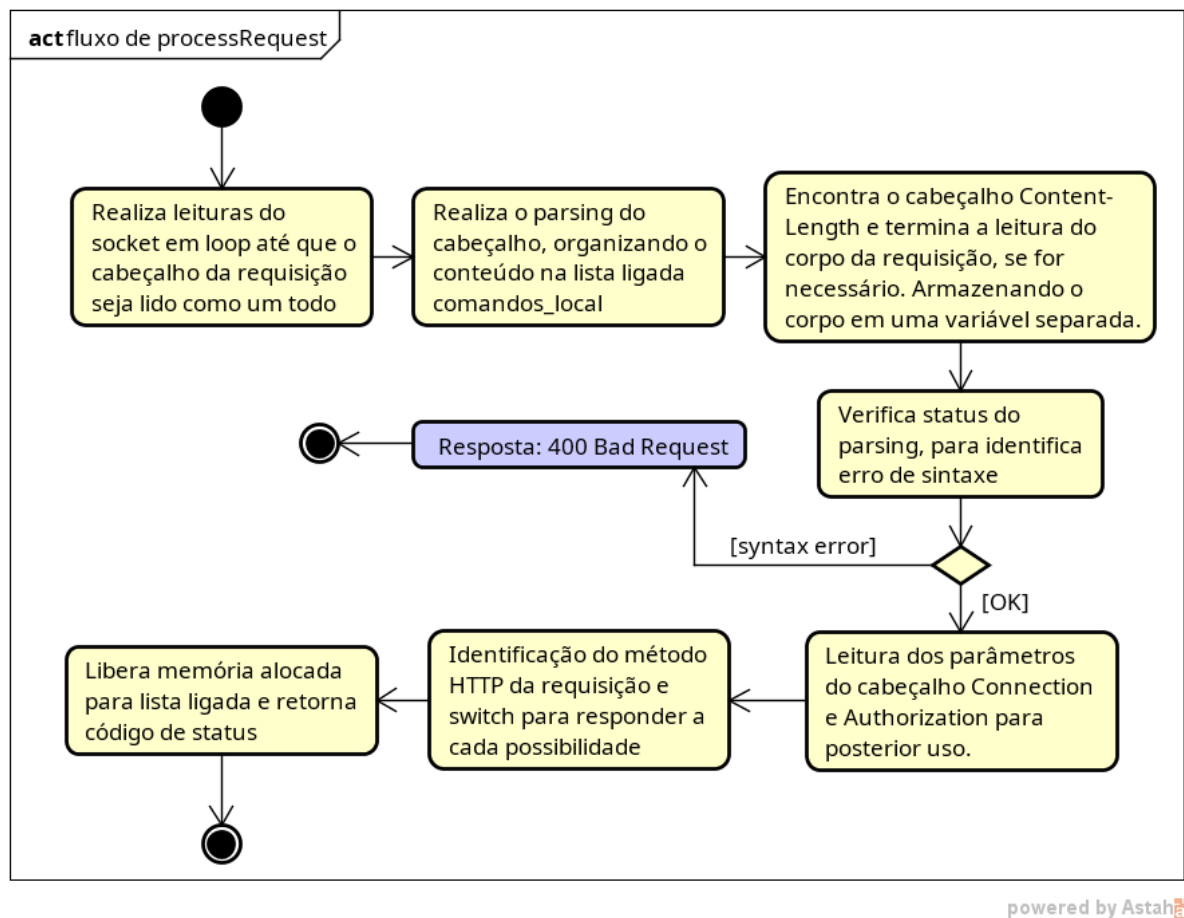 act fluxo de processRequest
Realiza leituras do
socket em loop até que o
cabeçalho da requisição
seja lido como um todo
Realiza o parsing do
cabeçalho, organizando o
conteúdo na lista ligada
comandos_local
Encontra o cabeçalho Content-
Length e termina a leitura do
corpo da requisição, se for
necessário. Armazenando o
corpo em uma variável separada.
Verifica status do
parsing, para identifica
erro de sintaxe
[syntax error]
Resposta: 400 Bad Request
[OK]
Leitura dos parâmetros
do cabeçalho Connection
e Authorization para
posterior uso.
Identificação do método
HTTP da requisição e
switch para responder a
cada possibilidade
Libera memória alocada
para lista ligada e retorna
código de status
powered by Astah